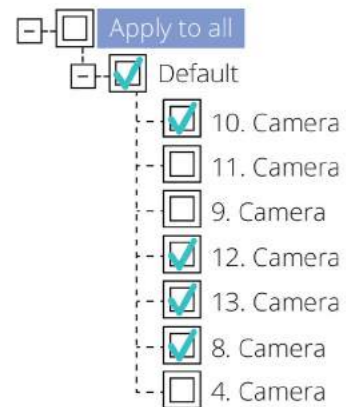 Apply to all
Default
10. Camera
11. Camera
9. Camera
12. Camera
13. Camera
8. Camera
4. Camera